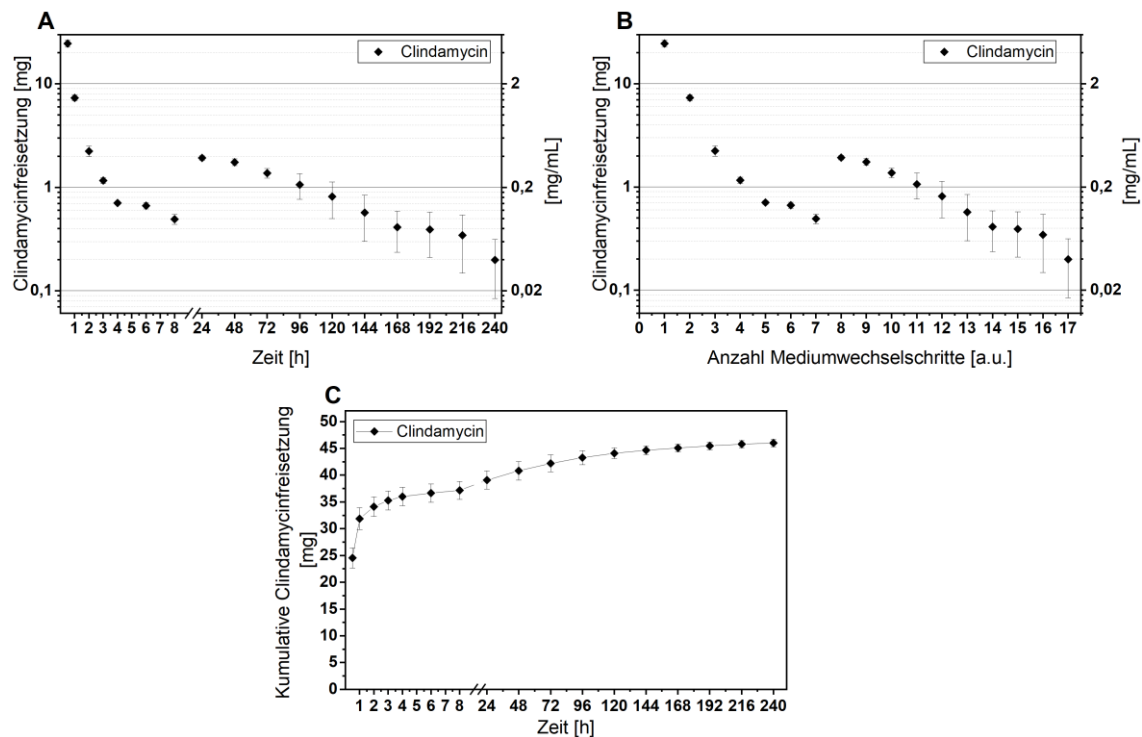 A
Clindamycinfreisetzung [mg]
Clindamycin
10
1
0,1
2
0,2
0,02
[mg/mL]
1 2 3 4 5 6 7 8 24 48 72 96 120 144 168 192 216 240
Zeit [h]
B
Clindamycinfreisetzung [mg]
Clindamycin
10
1
0,1
2
0,2
0,02
[mg/mL]
0 1 2 3 4 5 6 7 8 9 10 11 12 13 14 15 16 17
Anzahl Mediumwechselschritte [a.u.]
C
Kumulative Clindamycinfreisetzung
[mg]
Clindamycin
50
45
40
35
30
25
20
15
10
5
0
1 2 3 4 5 6 7 8 24 48 72 96 120 144 168 192 216 240
Zeit [h]